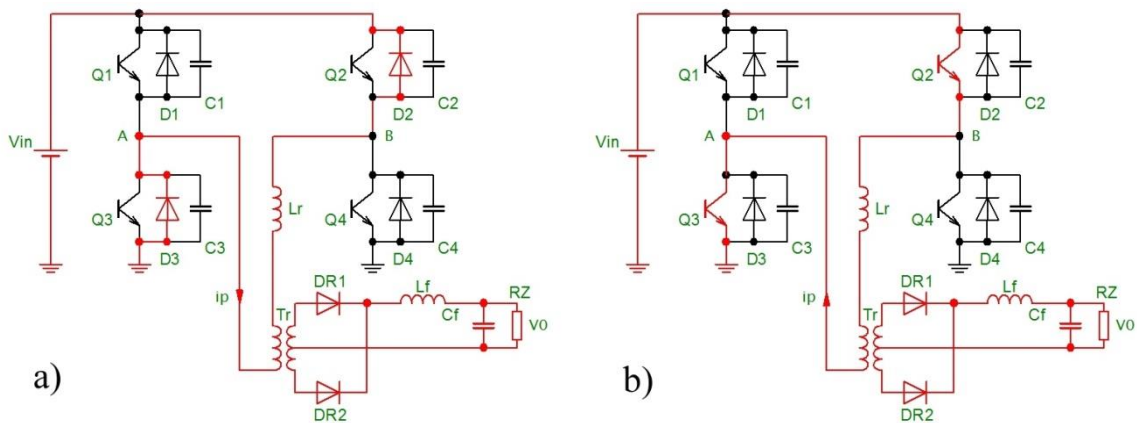 Q1
D1
C1
Q2
D2
C2
Vin
A
B
Q3
D3
C3
Lr
Q4
D4
C4
ip
Tr
DR1
Lf
Cf
RZ
V0
DR2
a)
Q1
D1
C1
Q2
D2
C2
Vin
A
B
Q3
D3
C3
Lr
Q4
D4
C4
ip
Tr
DR1
Lf
Cf
RZ
V0
DR2
b)